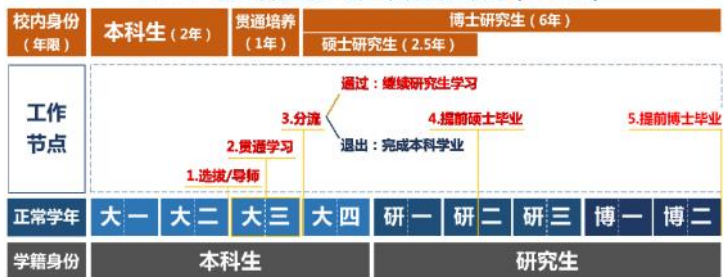 校内身份
（年限）
本科生（2年）
贯通培养
（1年）
博士研究生（6年）
硕士研究生（2.5年）
工作
节点
通过：继续研究生学习
3.分流
退出：完成本科学业
4.提前硕士毕业
5.提前博士毕业
2.贯通学习
1.选拔/导师
正常学年
大一
大二
大三
大四
研一
研二
研三
博一
博二
学籍身份
本科生
研究生